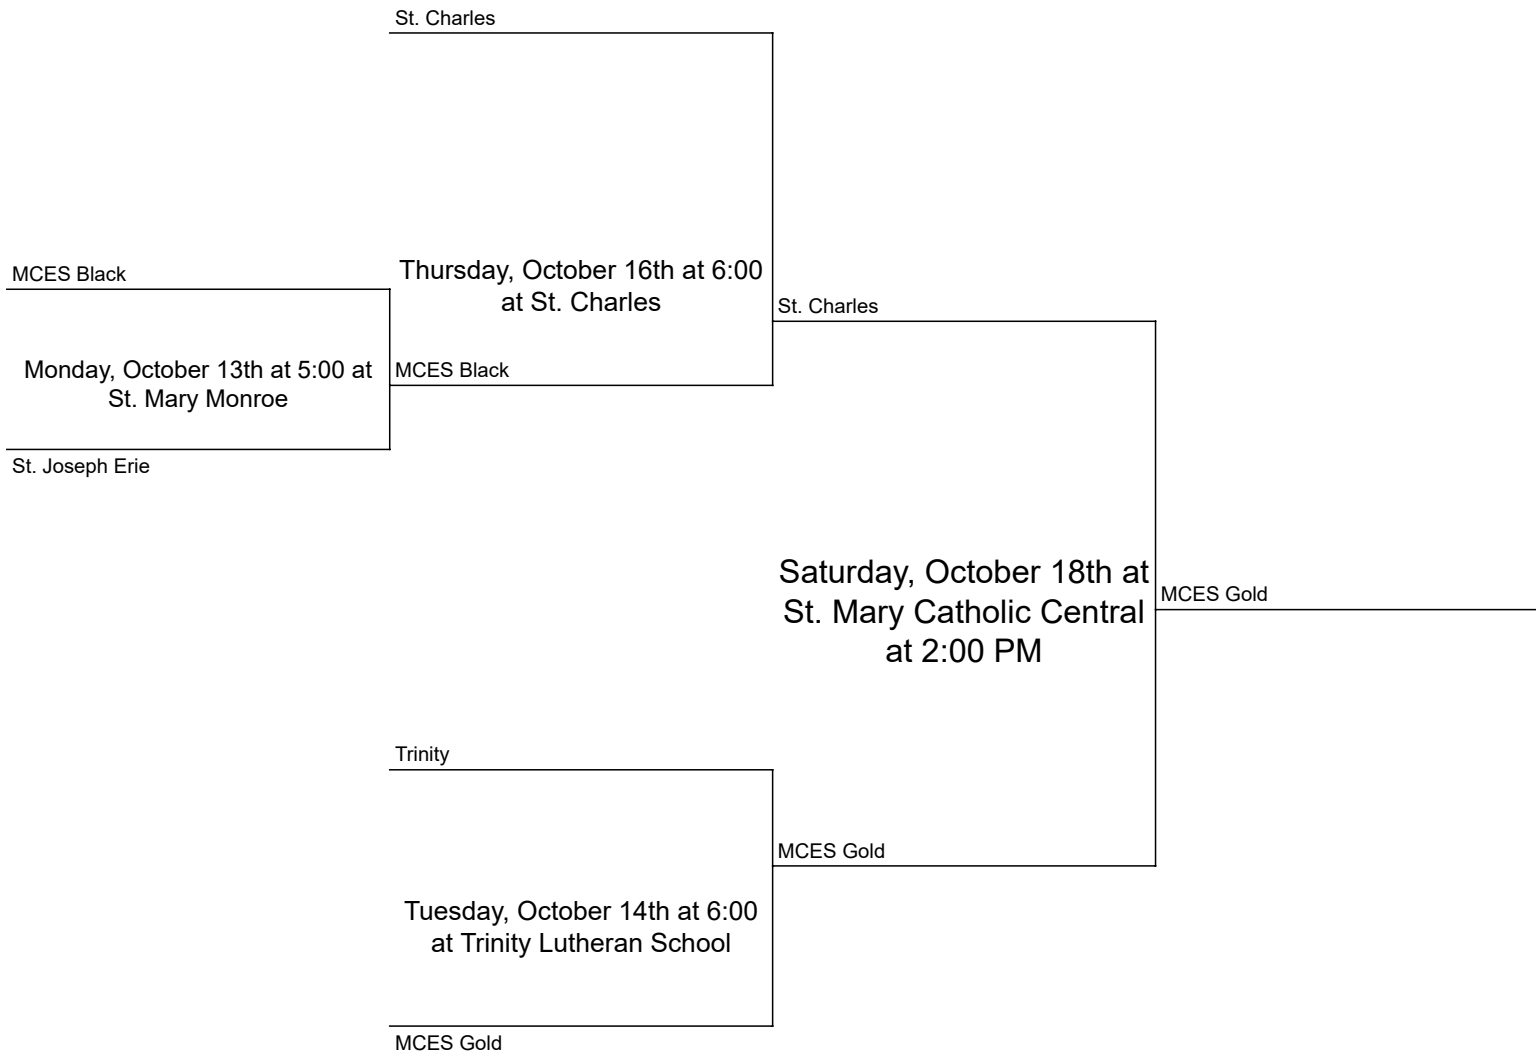 St. Charles
MCES Black
Thursday, October 16th at 6:00
at St. Charles
St. Charles
Monday, October 13th at 5:00 at
St. Mary Monroe
MCES Black
St. Joseph Erie
Saturday, October 18th at
St. Mary Catholic Central
at 2:00 PM
MCES Gold
Trinity
MCES Gold
Tuesday, October 14th at 6:00
at Trinity Lutheran School
MCES Gold